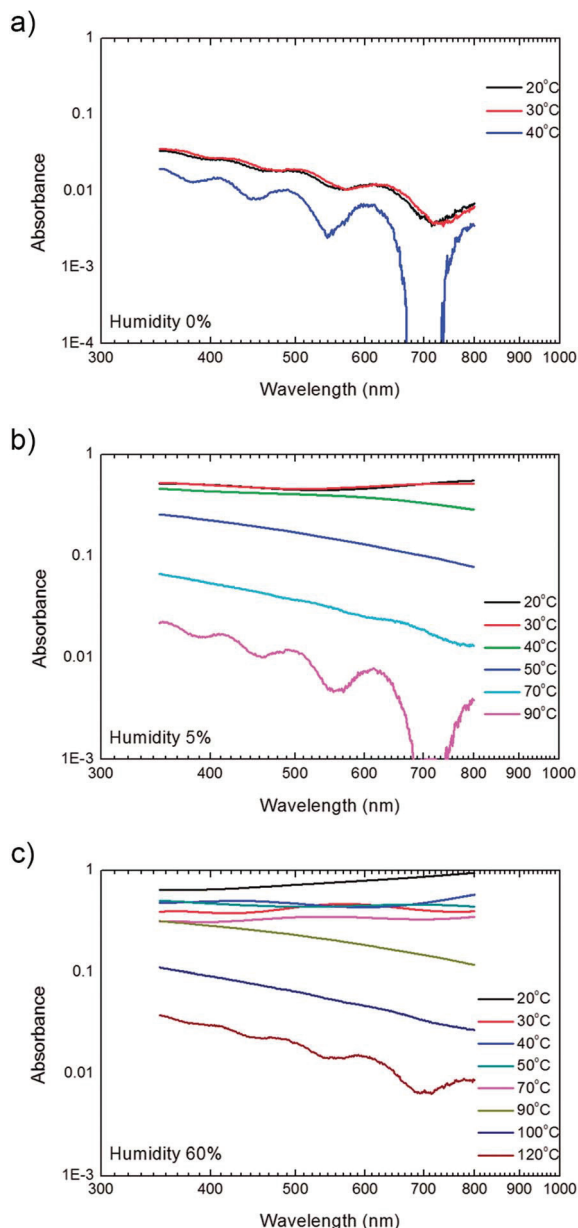 a)
1
0.1
0.01
1E-3
1E-4
Absorbance
20°C
30°C
40°C
Humidity 0%
300 400 500 600 700 800 900 1000
Wavelength (nm)
b)
1
0.1
0.01
1E-3
Absorbance
20°C
30°C
40°C
50°C
70°C
90°C
Humidity 5%
300 400 500 600 700 800 900 1000
Wavelength (nm)
c)
1
0.1
0.01
1E-3
Absorbance
20°C
30°C
40°C
50°C
70°C
90°C
100°C
120°C
Humidity 60%
300 400 500 600 700 800 900 1000
Wavelength (nm)